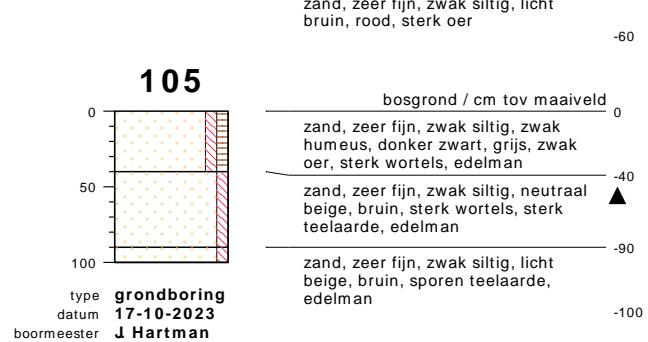 zand, zeer fijn, zwak siltig, licht
bruin, rood, sterk oer
-60
105
bosgrond / cm tov maaiveld
0
0
zand, zeer fijn, zwak siltig, zwak
humeus, donker zwart, grijs, zwak
oer, sterk wortels, edelman
-40
50
zand, zeer fijn, zwak siltig, neutraal
beige, bruin, sterk wortels, sterk
teelaarde, edelman
-90
100
zand, zeer fijn, zwak siltig, licht
beige, bruin, sporen teelaarde,
edelman
-100
type grondboring
datum 17-10-2023
boormeester J Hartman